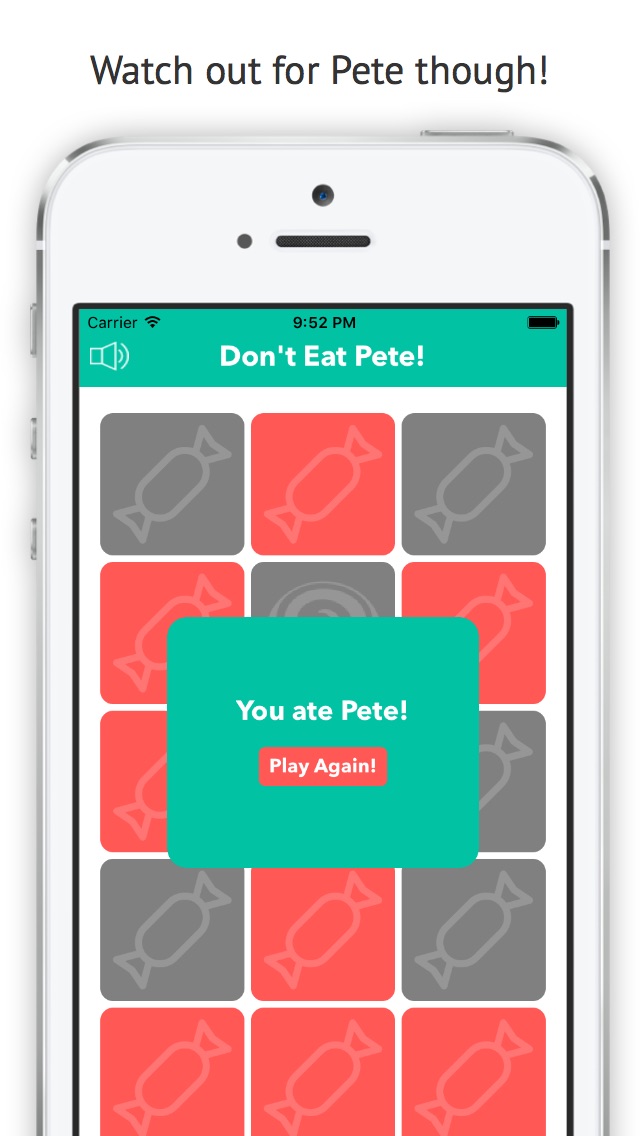 Watch out for Pete though!
Carrier 9:52 PM
Don't Eat Pete!
You ate Pete!
Play Again!